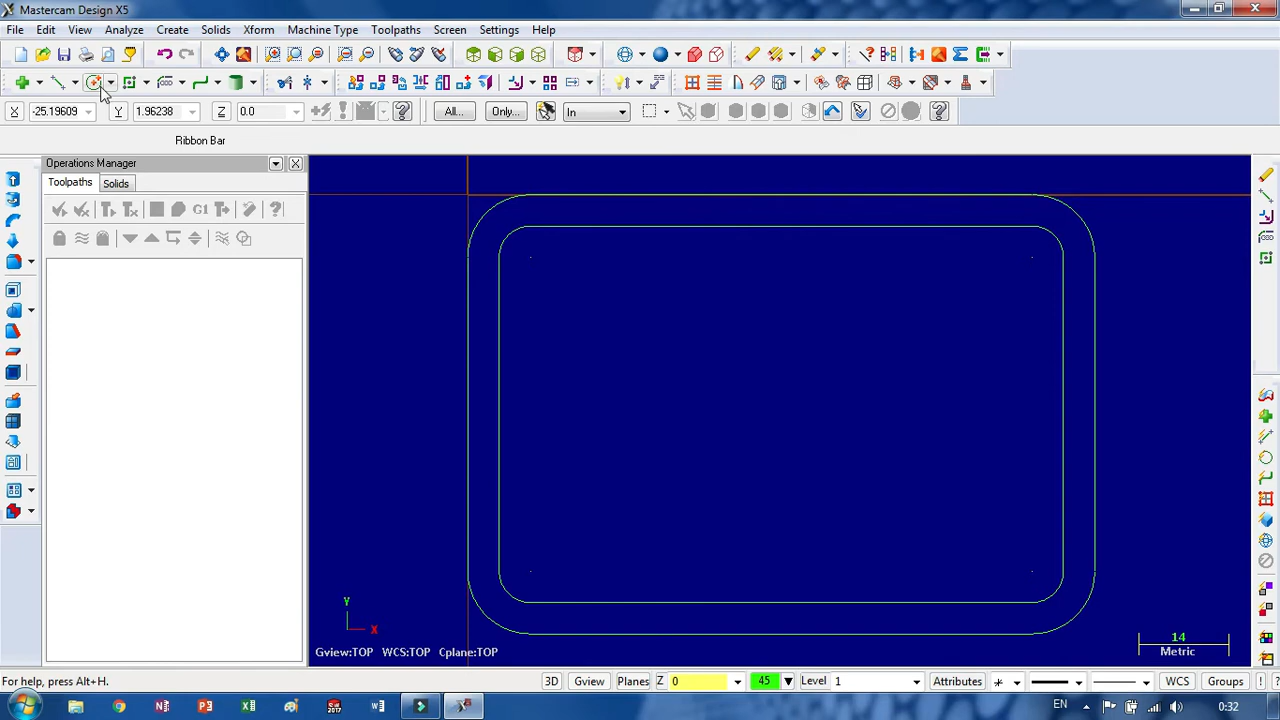 Mastercam Design X5
File Edit View Analyze Create Solids Xform Machine Type Toolpaths Screen Settings Help
X -25.19609 Y 1.96238 Z 0.0 All... Only... In
Ribbon Bar
Operations Manager
Toolpaths Solids
G1
Y
X
14
Metric
Gview:TOP WCS:TOP Cplane:TOP
For help, press Alt+H. 3D Gview Planes Z 0 45 Level 1 Attributes WCS Groups ! ?
2017 EN 0:32